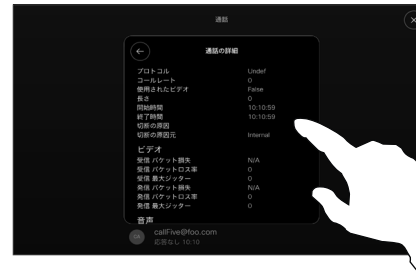 通話
通話の詳細
プロトコル Undef
コールレート 0
使用されたビデオ False
長さ 0
開始時間 10:10:59
終了時間 10:10:59
切断の原因
切断の原因元 Internal
ビデオ
受信 パケット損失 N/A
受信 パケットロス率 0
受信 最大ジッター 0
発信 パケット損失 N/A
発信 パケットロス率 0
発信 最大ジッター 0
音声
callFive@foo.com
応答なし 10:10